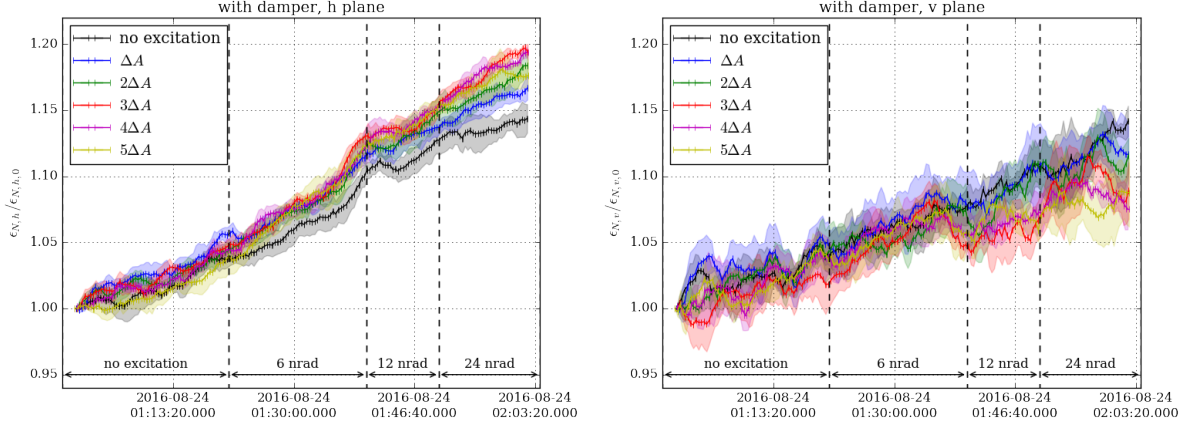 with damper, h plane
1.20
1.15
1.10
1.05
1.00
0.95
ϵN,h/ϵN,h,0
no excitation
ΔA
2ΔA
3ΔA
4ΔA
5ΔA
no excitation
6 nrad
12 nrad
24 nrad
2016-08-24
01:13:20.000
2016-08-24
01:30:00.000
2016-08-24
01:46:40.000
2016-08-24
02:03:20.000
with damper, v plane
1.20
1.15
1.10
1.05
1.00
0.95
ϵN,v/ϵN,v,0
no excitation
ΔA
2ΔA
3ΔA
4ΔA
5ΔA
no excitation
6 nrad
12 nrad
24 nrad
2016-08-24
01:13:20.000
2016-08-24
01:30:00.000
2016-08-24
01:46:40.000
2016-08-24
02:03:20.000